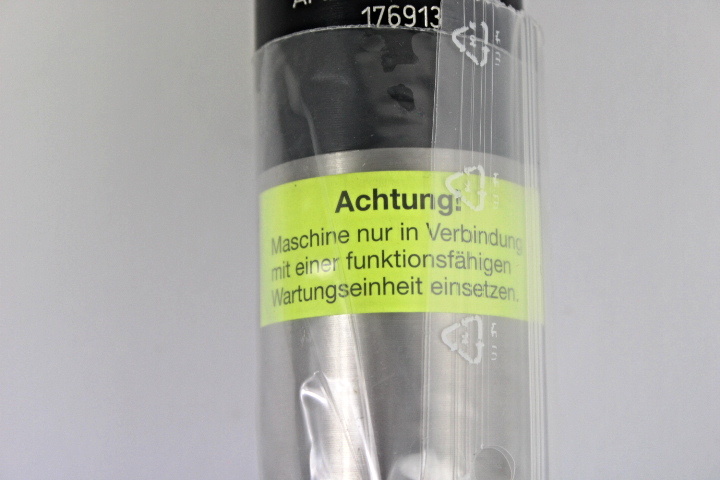 176913
Achtung!
Maschine nur in Verbindung
mit einer funktionsfähigen
Wartungseinheit einsetzen.